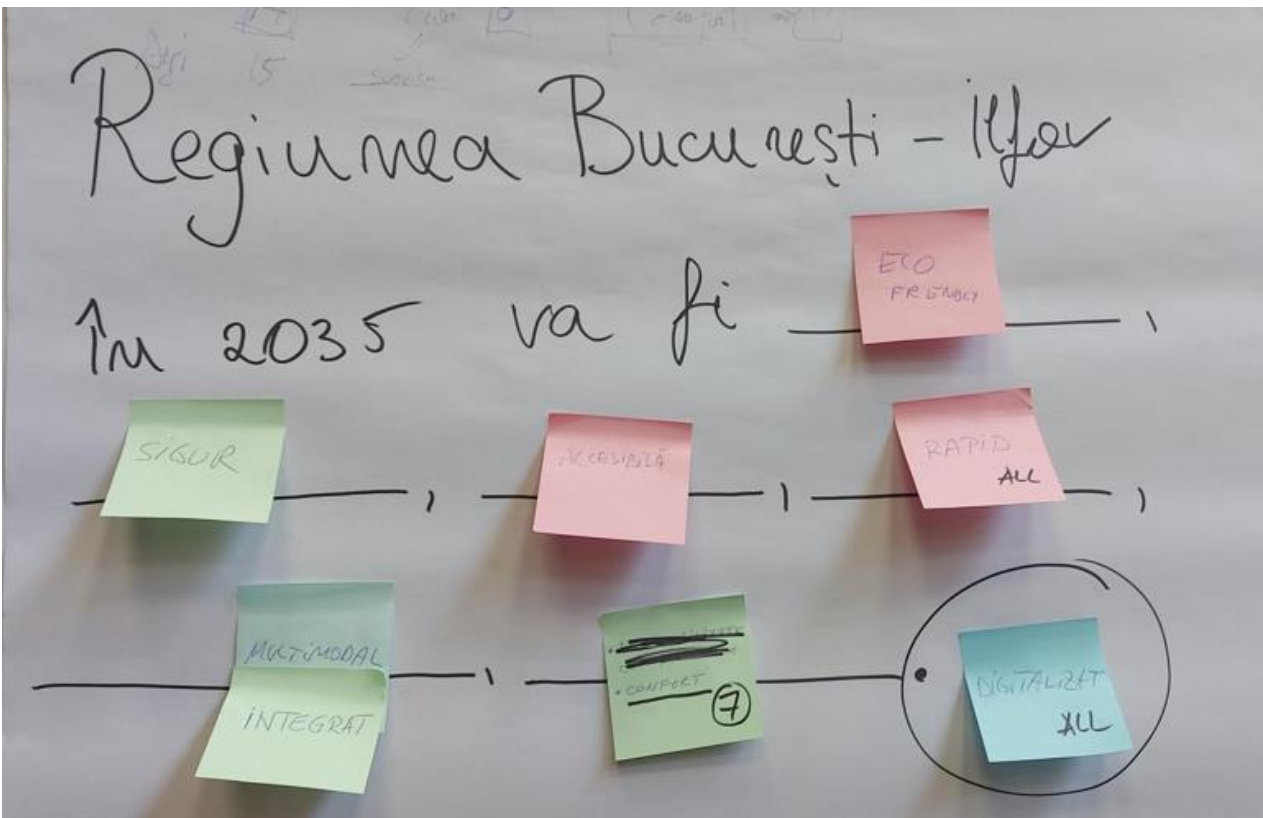 15
Regiunea București - Ilfov
ECO
FRIENDLY
în 2035 va fi ,
SIGUR
ACCESIBILĂ
RAPID
ALL
, , ,
MULTIMODAL
INTEGRAT
,
• CONFORT
7
.
DIGITALIZAT
ALL